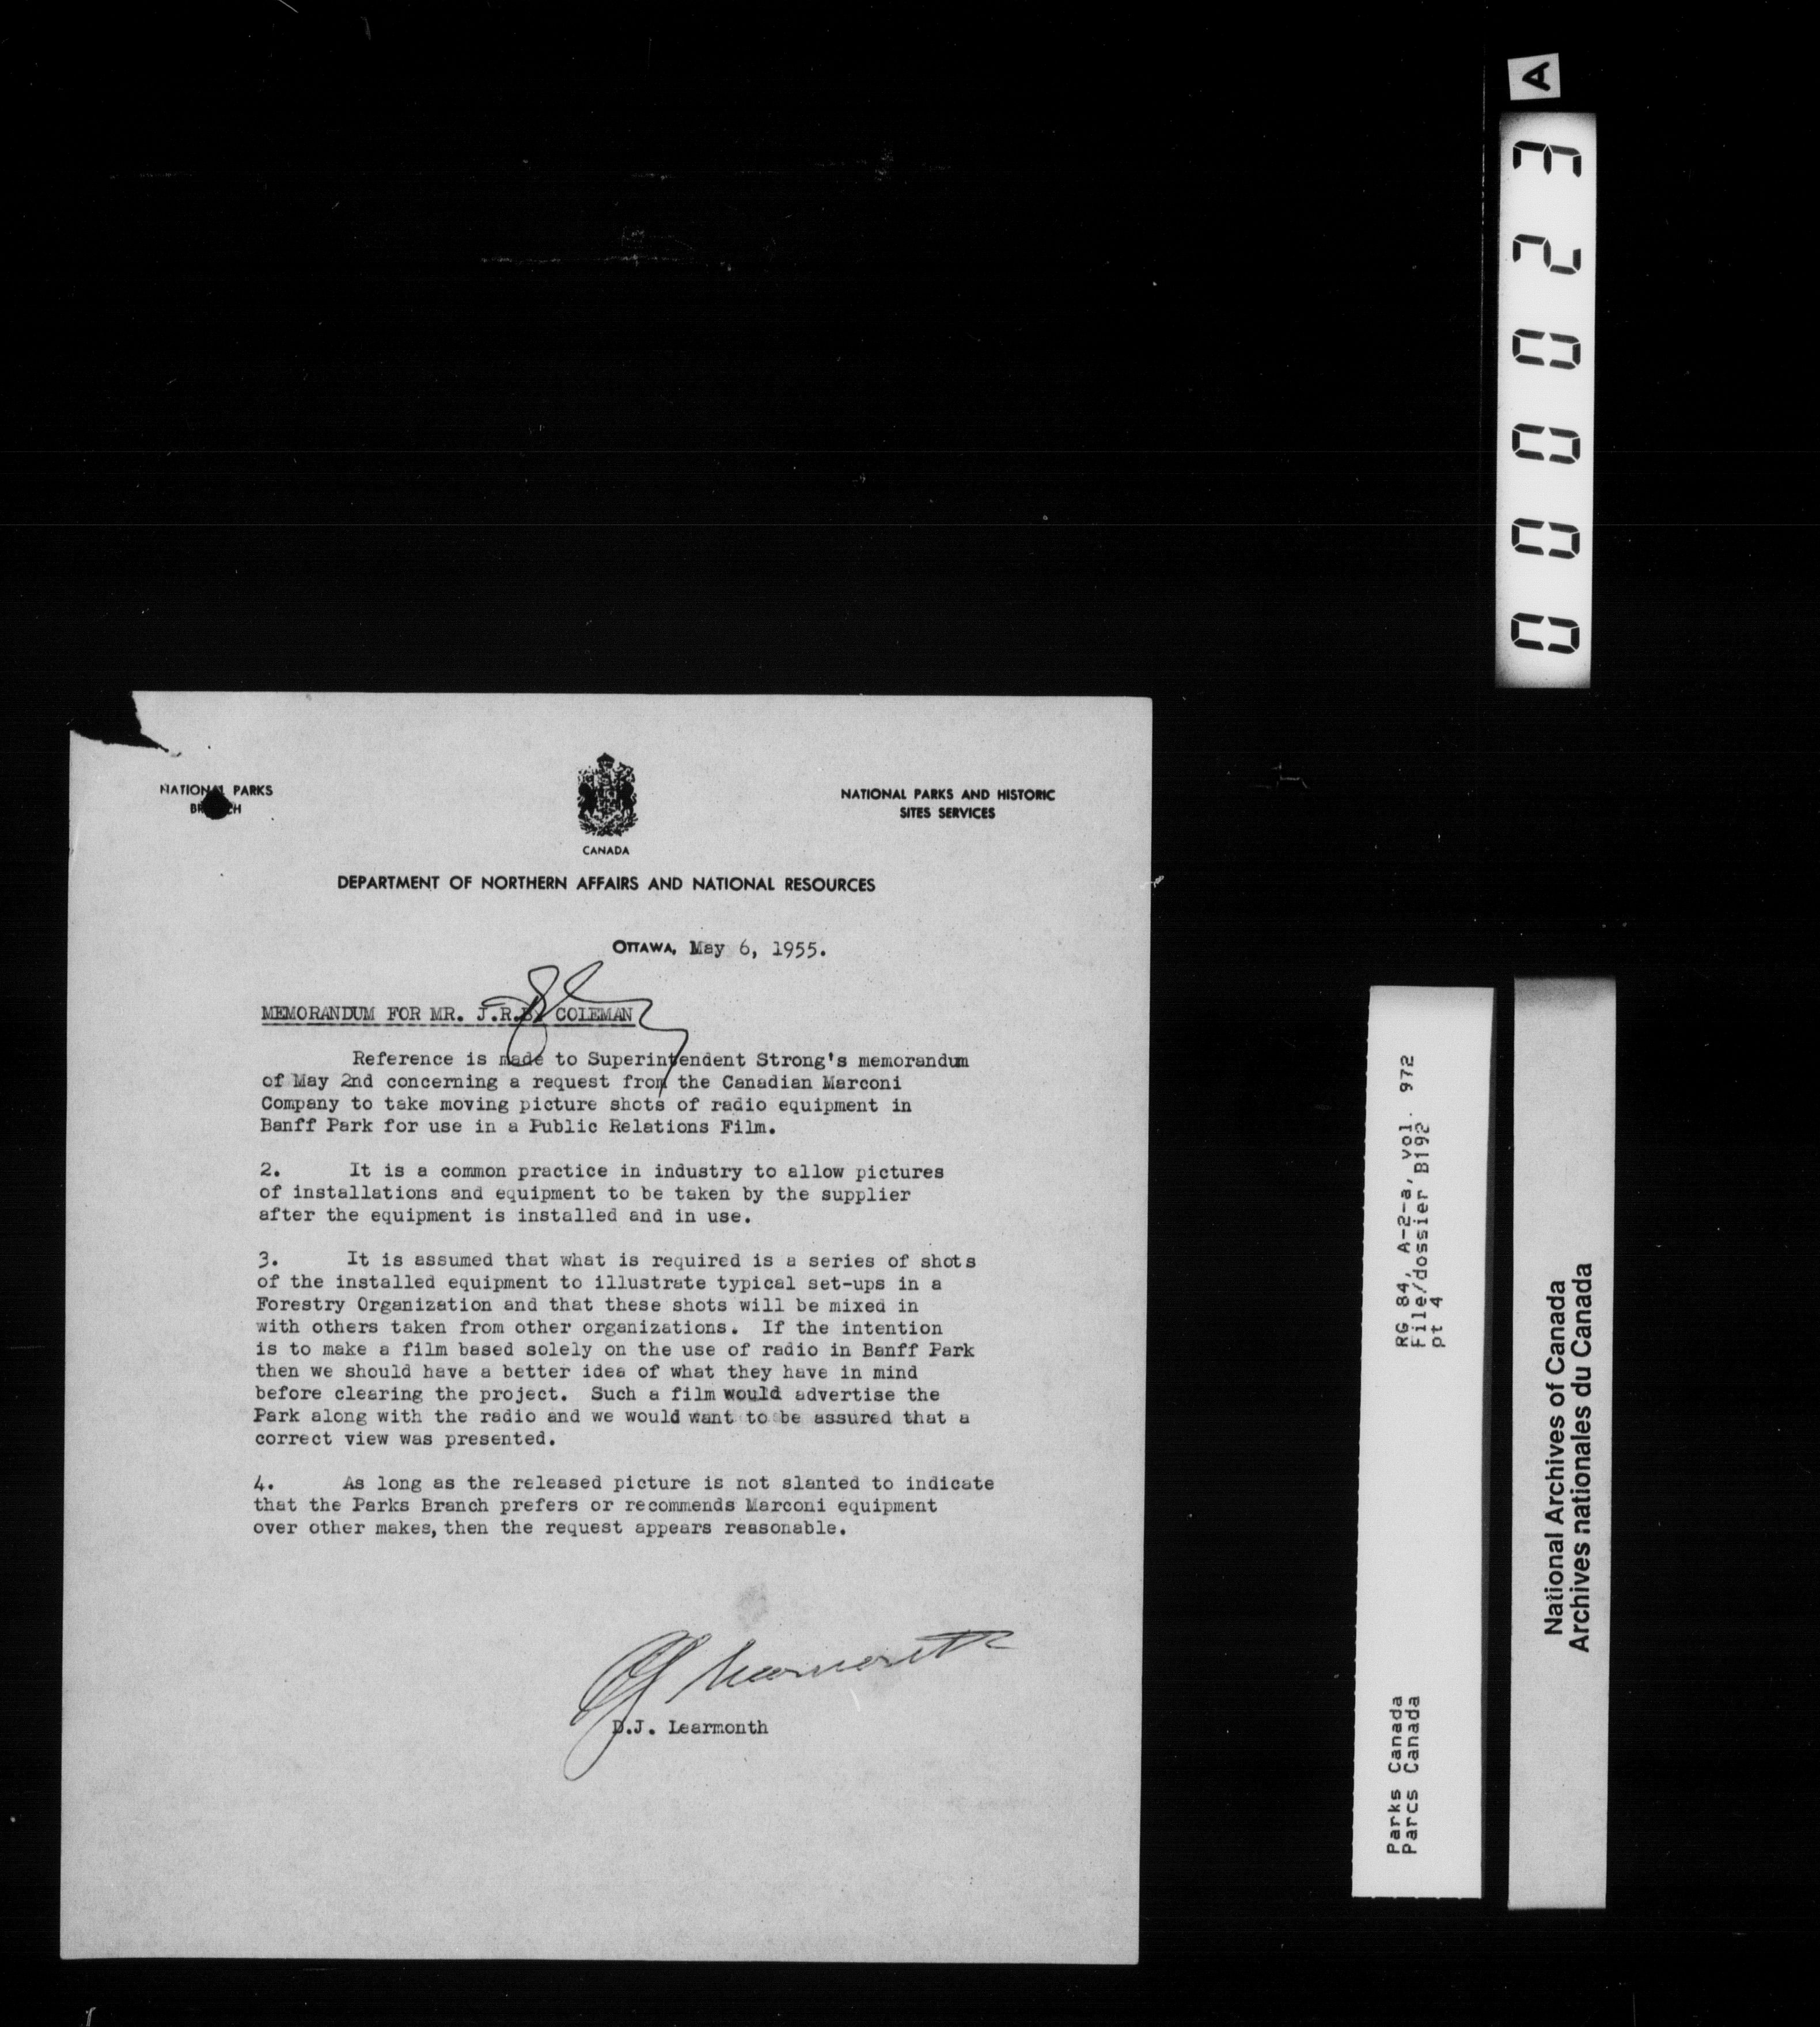 NATIONAL PARKS
BRANCH
CANADA
NATIONAL PARKS AND HISTORIC
SITES SERVICES
DEPARTMENT OF NORTHERN AFFAIRS AND NATIONAL RESOURCES
OTTAWA, May 6, 1955.
MEMORANDUM FOR MR. J.R.B. COLEMAN
Reference is made to Superintendent Strong's memorandum
of May 2nd concerning a request from the Canadian Marconi
Company to take moving picture shots of radio equipment in
Banff Park for use in a Public Relations Film.
2. It is a common practice in industry to allow pictures
of installations and equipment to be taken by the supplier
after the equipment is installed and in use.
3. It is assumed that what is required is a series of shots
of the installed equipment to illustrate typical set-ups in a
Forestry Organization and that these shots will be mixed in
with others taken from other organizations. If the intention
is to make a film based solely on the use of radio in Banff Park
then we should have a better idea of what they have in mind
before clearing the project. Such a film would advertise the
Park along with the radio and we would want to be assured that a
correct view was presented.
4. As long as the released picture is not slanted to indicate
that the Parks Branch prefers or recommends Marconi equipment
over other makes, then the request appears reasonable.
DJ Learmonth
D.J. Learmonth
000023
A
Parks Canada
Parcs Canada
RG 84, A-2-a, vol. 972
File/dossier B192
pt 4
National Archives of Canada
Archives nationales du Canada